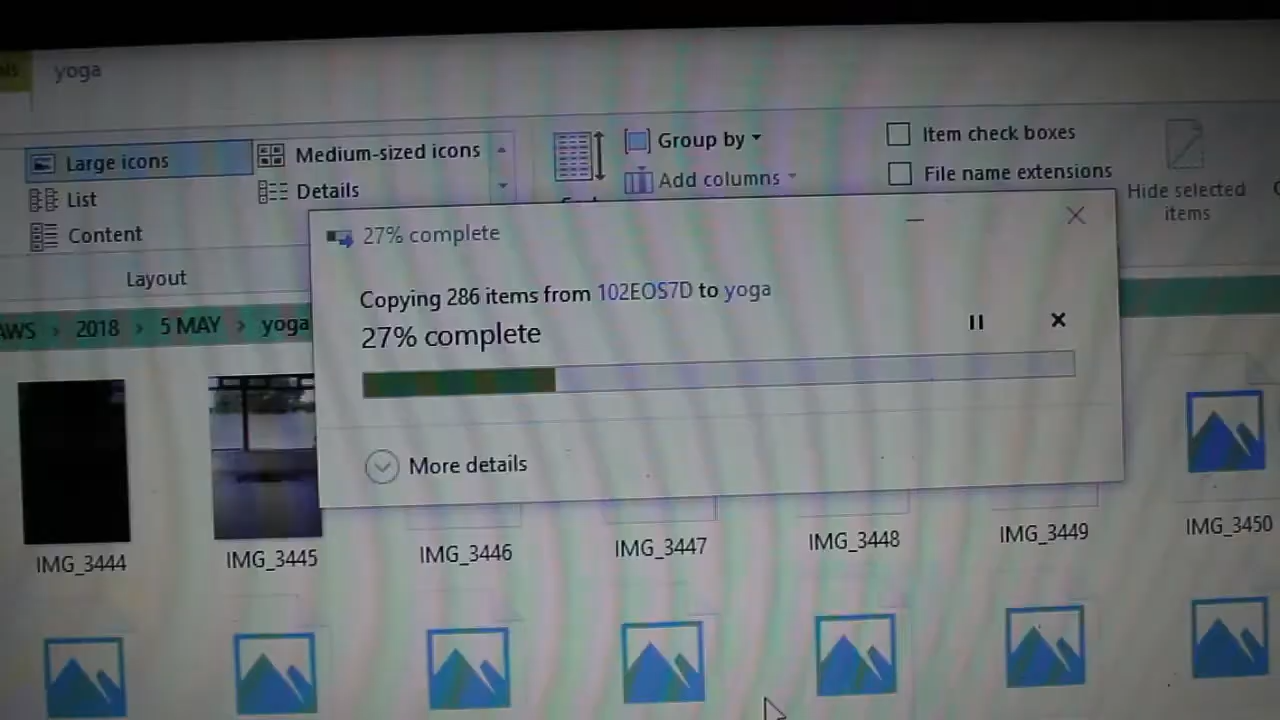 yoga
Large icons
Medium-sized icons
Group by
Item check boxes
List
Details
Add columns
File name extensions
Hide selected
items
Content
Layout
27% complete
Copying 286 items from 102EOS7D to yoga
27% complete
2018 > 5 MAY > yoga
More details
IMG_3444
IMG_3445
IMG_3446
IMG_3447
IMG_3448
IMG_3449
IMG_3450